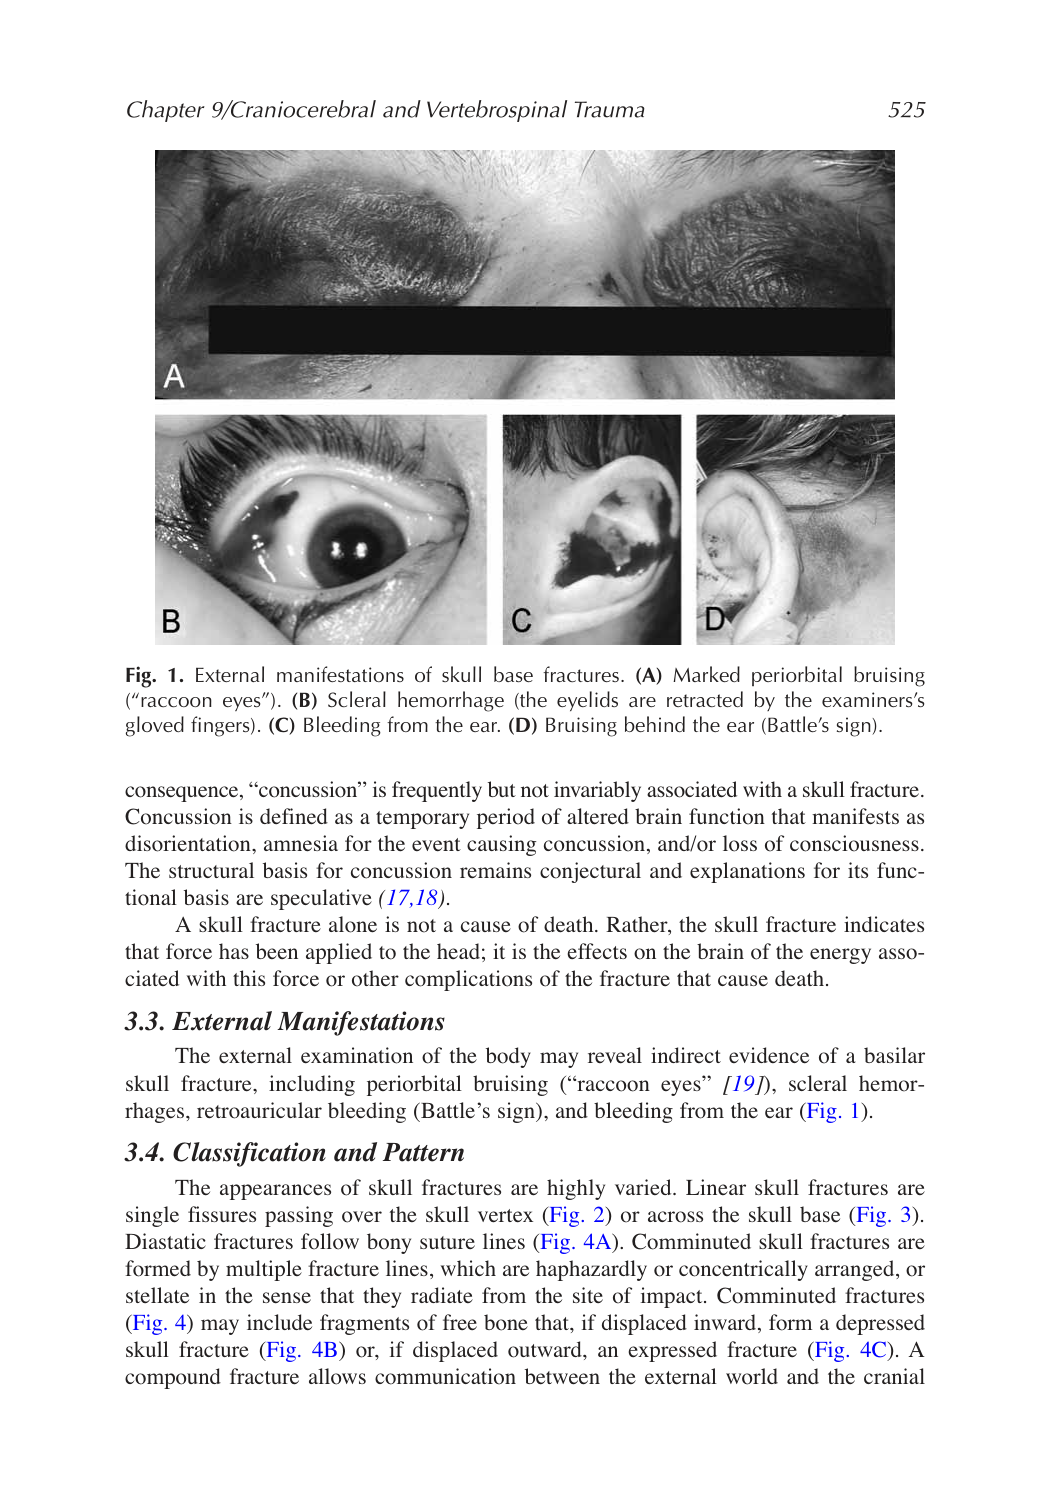 Chapter 9/Craniocerebral and Vertebrospinal Trauma 525
A
B
C
D
Fig. 1. External manifestations of skull base fractures. (A) Marked periorbital bruising
(“raccoon eyes”). (B) Scleral hemorrhage (the eyelids are retracted by the examiners’s
gloved fingers). (C) Bleeding from the ear. (D) Bruising behind the ear (Battle’s sign).
consequence, “concussion” is frequently but not invariably associated with a skull fracture.
Concussion is defined as a temporary period of altered brain function that manifests as
disorientation, amnesia for the event causing concussion, and/or loss of consciousness.
The structural basis for concussion remains conjectural and explanations for its func-
tional basis are speculative (17,18).
A skull fracture alone is not a cause of death. Rather, the skull fracture indicates
that force has been applied to the head; it is the effects on the brain of the energy asso-
ciated with this force or other complications of the fracture that cause death.
3.3. External Manifestations
The external examination of the body may reveal indirect evidence of a basilar
skull fracture, including periorbital bruising (“raccoon eyes” [19]), scleral hemor-
rhages, retroauricular bleeding (Battle’s sign), and bleeding from the ear (Fig. 1).
3.4. Classification and Pattern
The appearances of skull fractures are highly varied. Linear skull fractures are
single fissures passing over the skull vertex (Fig. 2) or across the skull base (Fig. 3).
Diastatic fractures follow bony suture lines (Fig. 4A). Comminuted skull fractures are
formed by multiple fracture lines, which are haphazardly or concentrically arranged, or
stellate in the sense that they radiate from the site of impact. Comminuted fractures
(Fig. 4) may include fragments of free bone that, if displaced inward, form a depressed
skull fracture (Fig. 4B) or, if displaced outward, an expressed fracture (Fig. 4C). A
compound fracture allows communication between the external world and the cranial